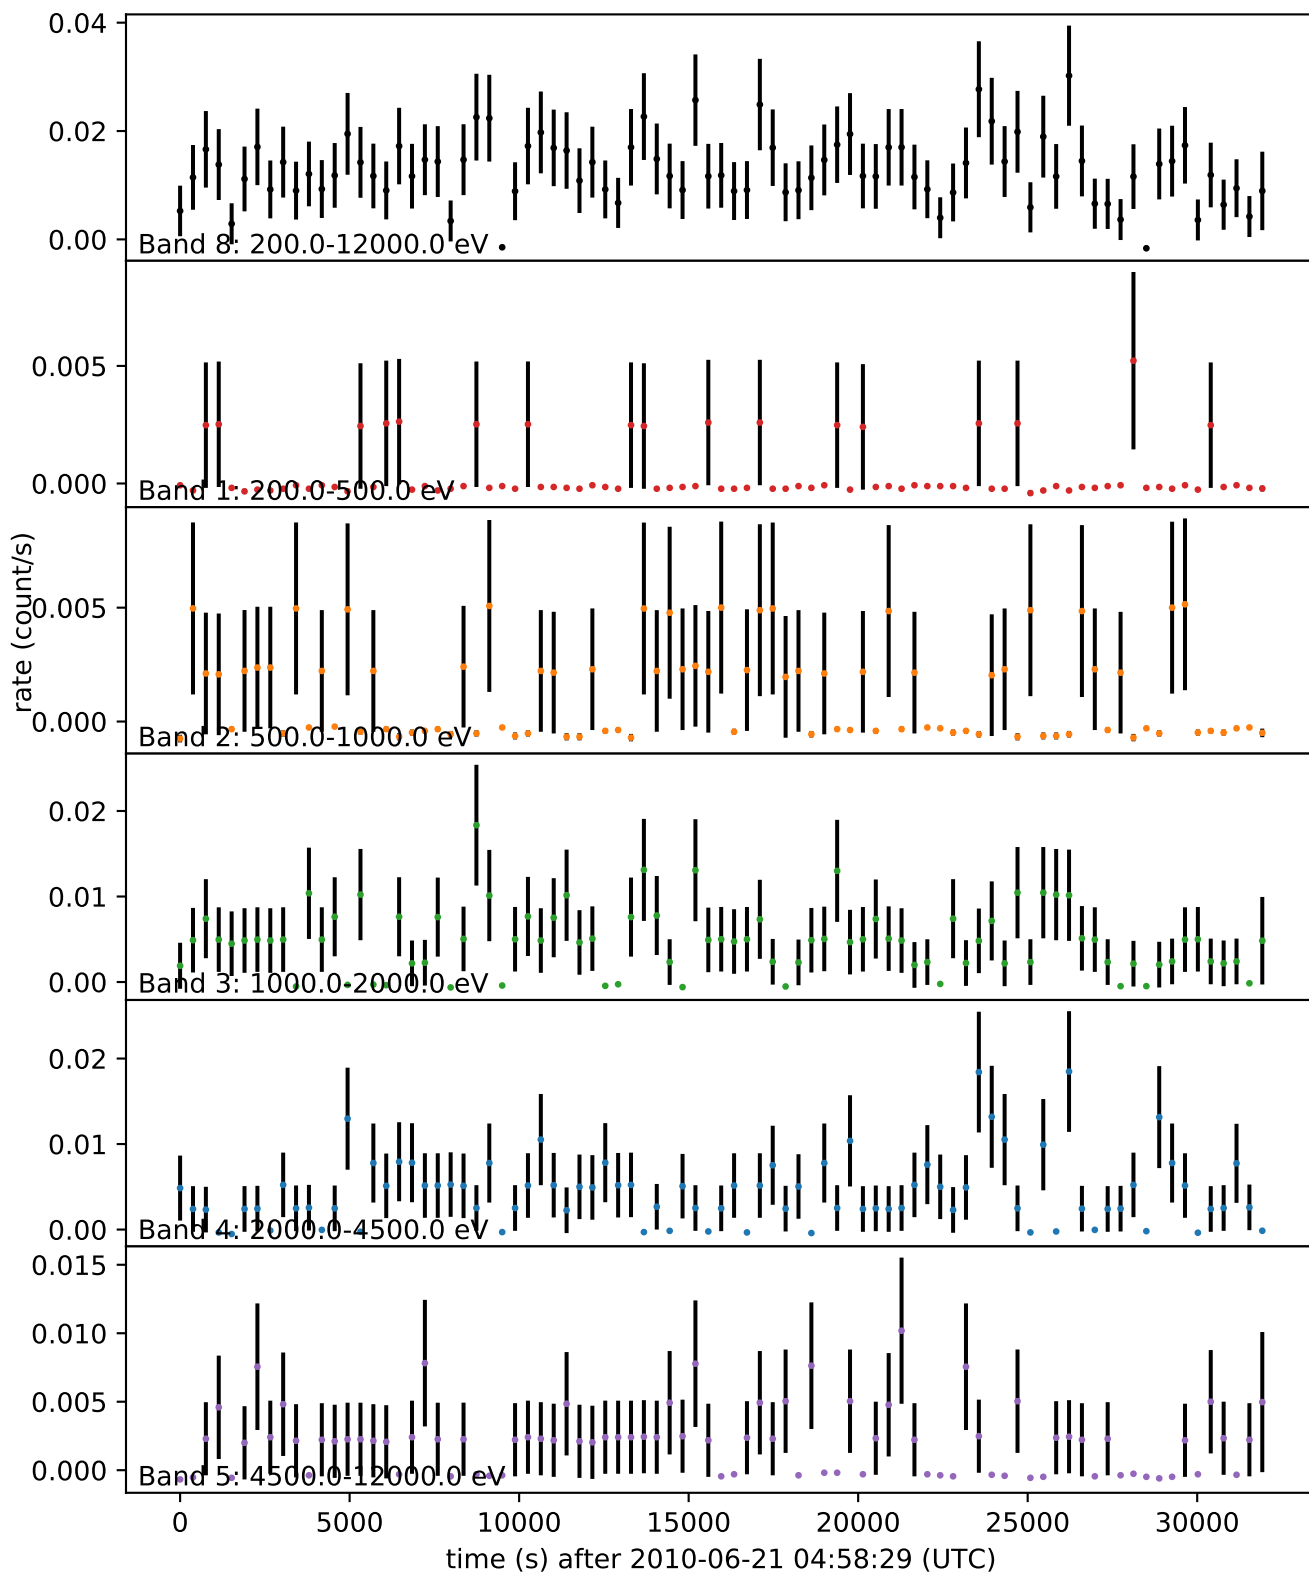 0.04
0.02
0.00
Band 8: 200.0-12000.0 eV
0.005
0.000
Band 1: 200.0-500.0 eV
rate (count/s)
0.005
0.000
Band 2: 500.0-1000.0 eV
0.02
0.01
0.00
Band 3: 1000.0-2000.0 eV
0.02
0.01
0.00
Band 4: 2000.0-4500.0 eV
0.015
0.010
0.005
0.000
Band 5: 4500.0-12000.0 eV
0 5000 10000 15000 20000 25000 30000
time (s) after 2010-06-21 04:58:29 (UTC)